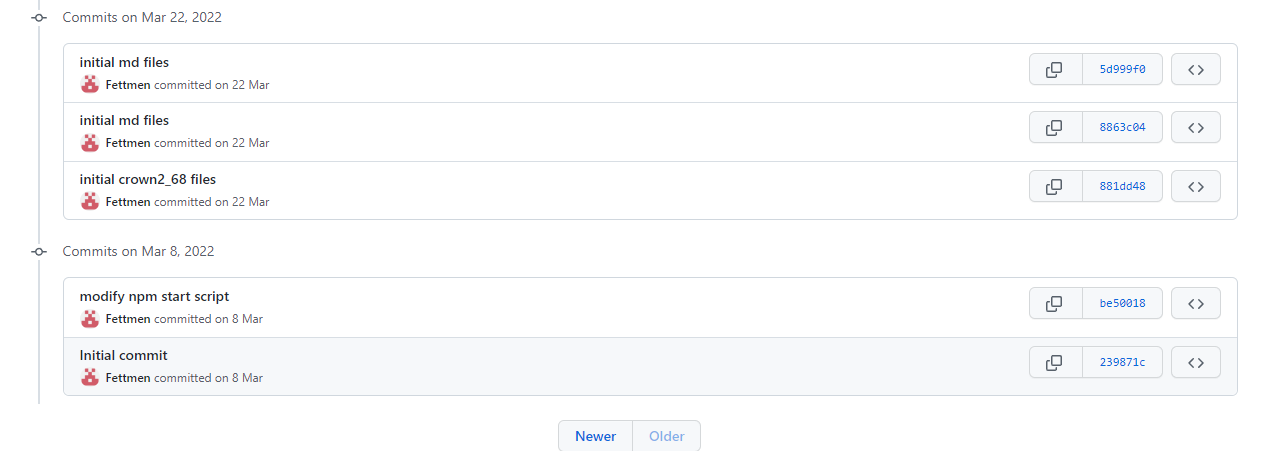 Commits on Mar 22, 2022
initial md files
Fettmen committed on 22 Mar
5d999f0
initial md files
Fettmen committed on 22 Mar
8863c04
initial crown2_68 files
Fettmen committed on 22 Mar
881dd48
Commits on Mar 8, 2022
modify npm start script
Fettmen committed on 8 Mar
be50018
Initial commit
Fettmen committed on 8 Mar
239871c
Newer Older